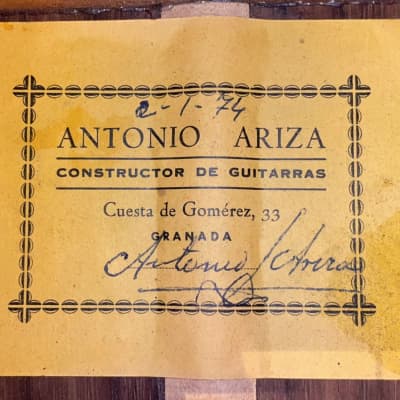 2-1-74
ANTONIO ARIZA
CONSTRUCTOR DE GUITARRAS
Cuesta de Gomérez, 33
GRANADA
Antonio Ariza